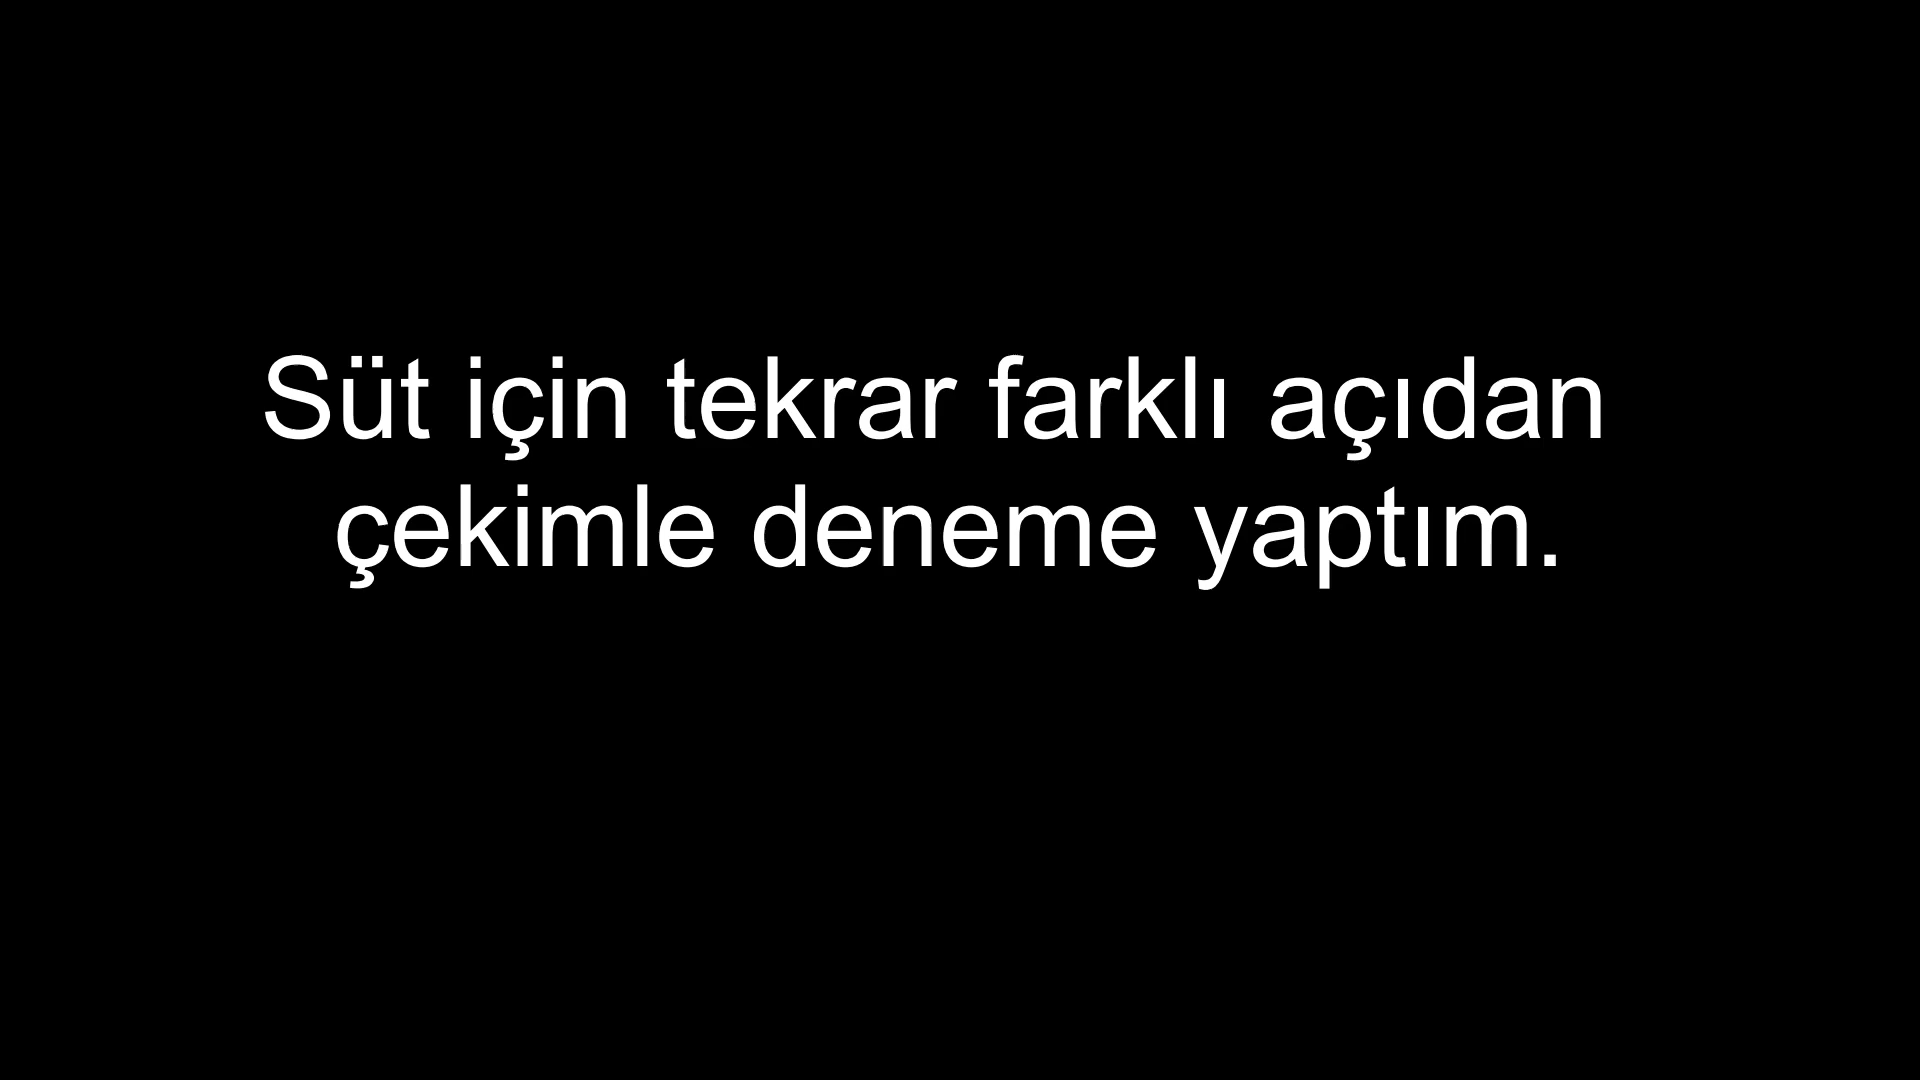 Süt için tekrar farklı açıdan
çekimle deneme yaptım.